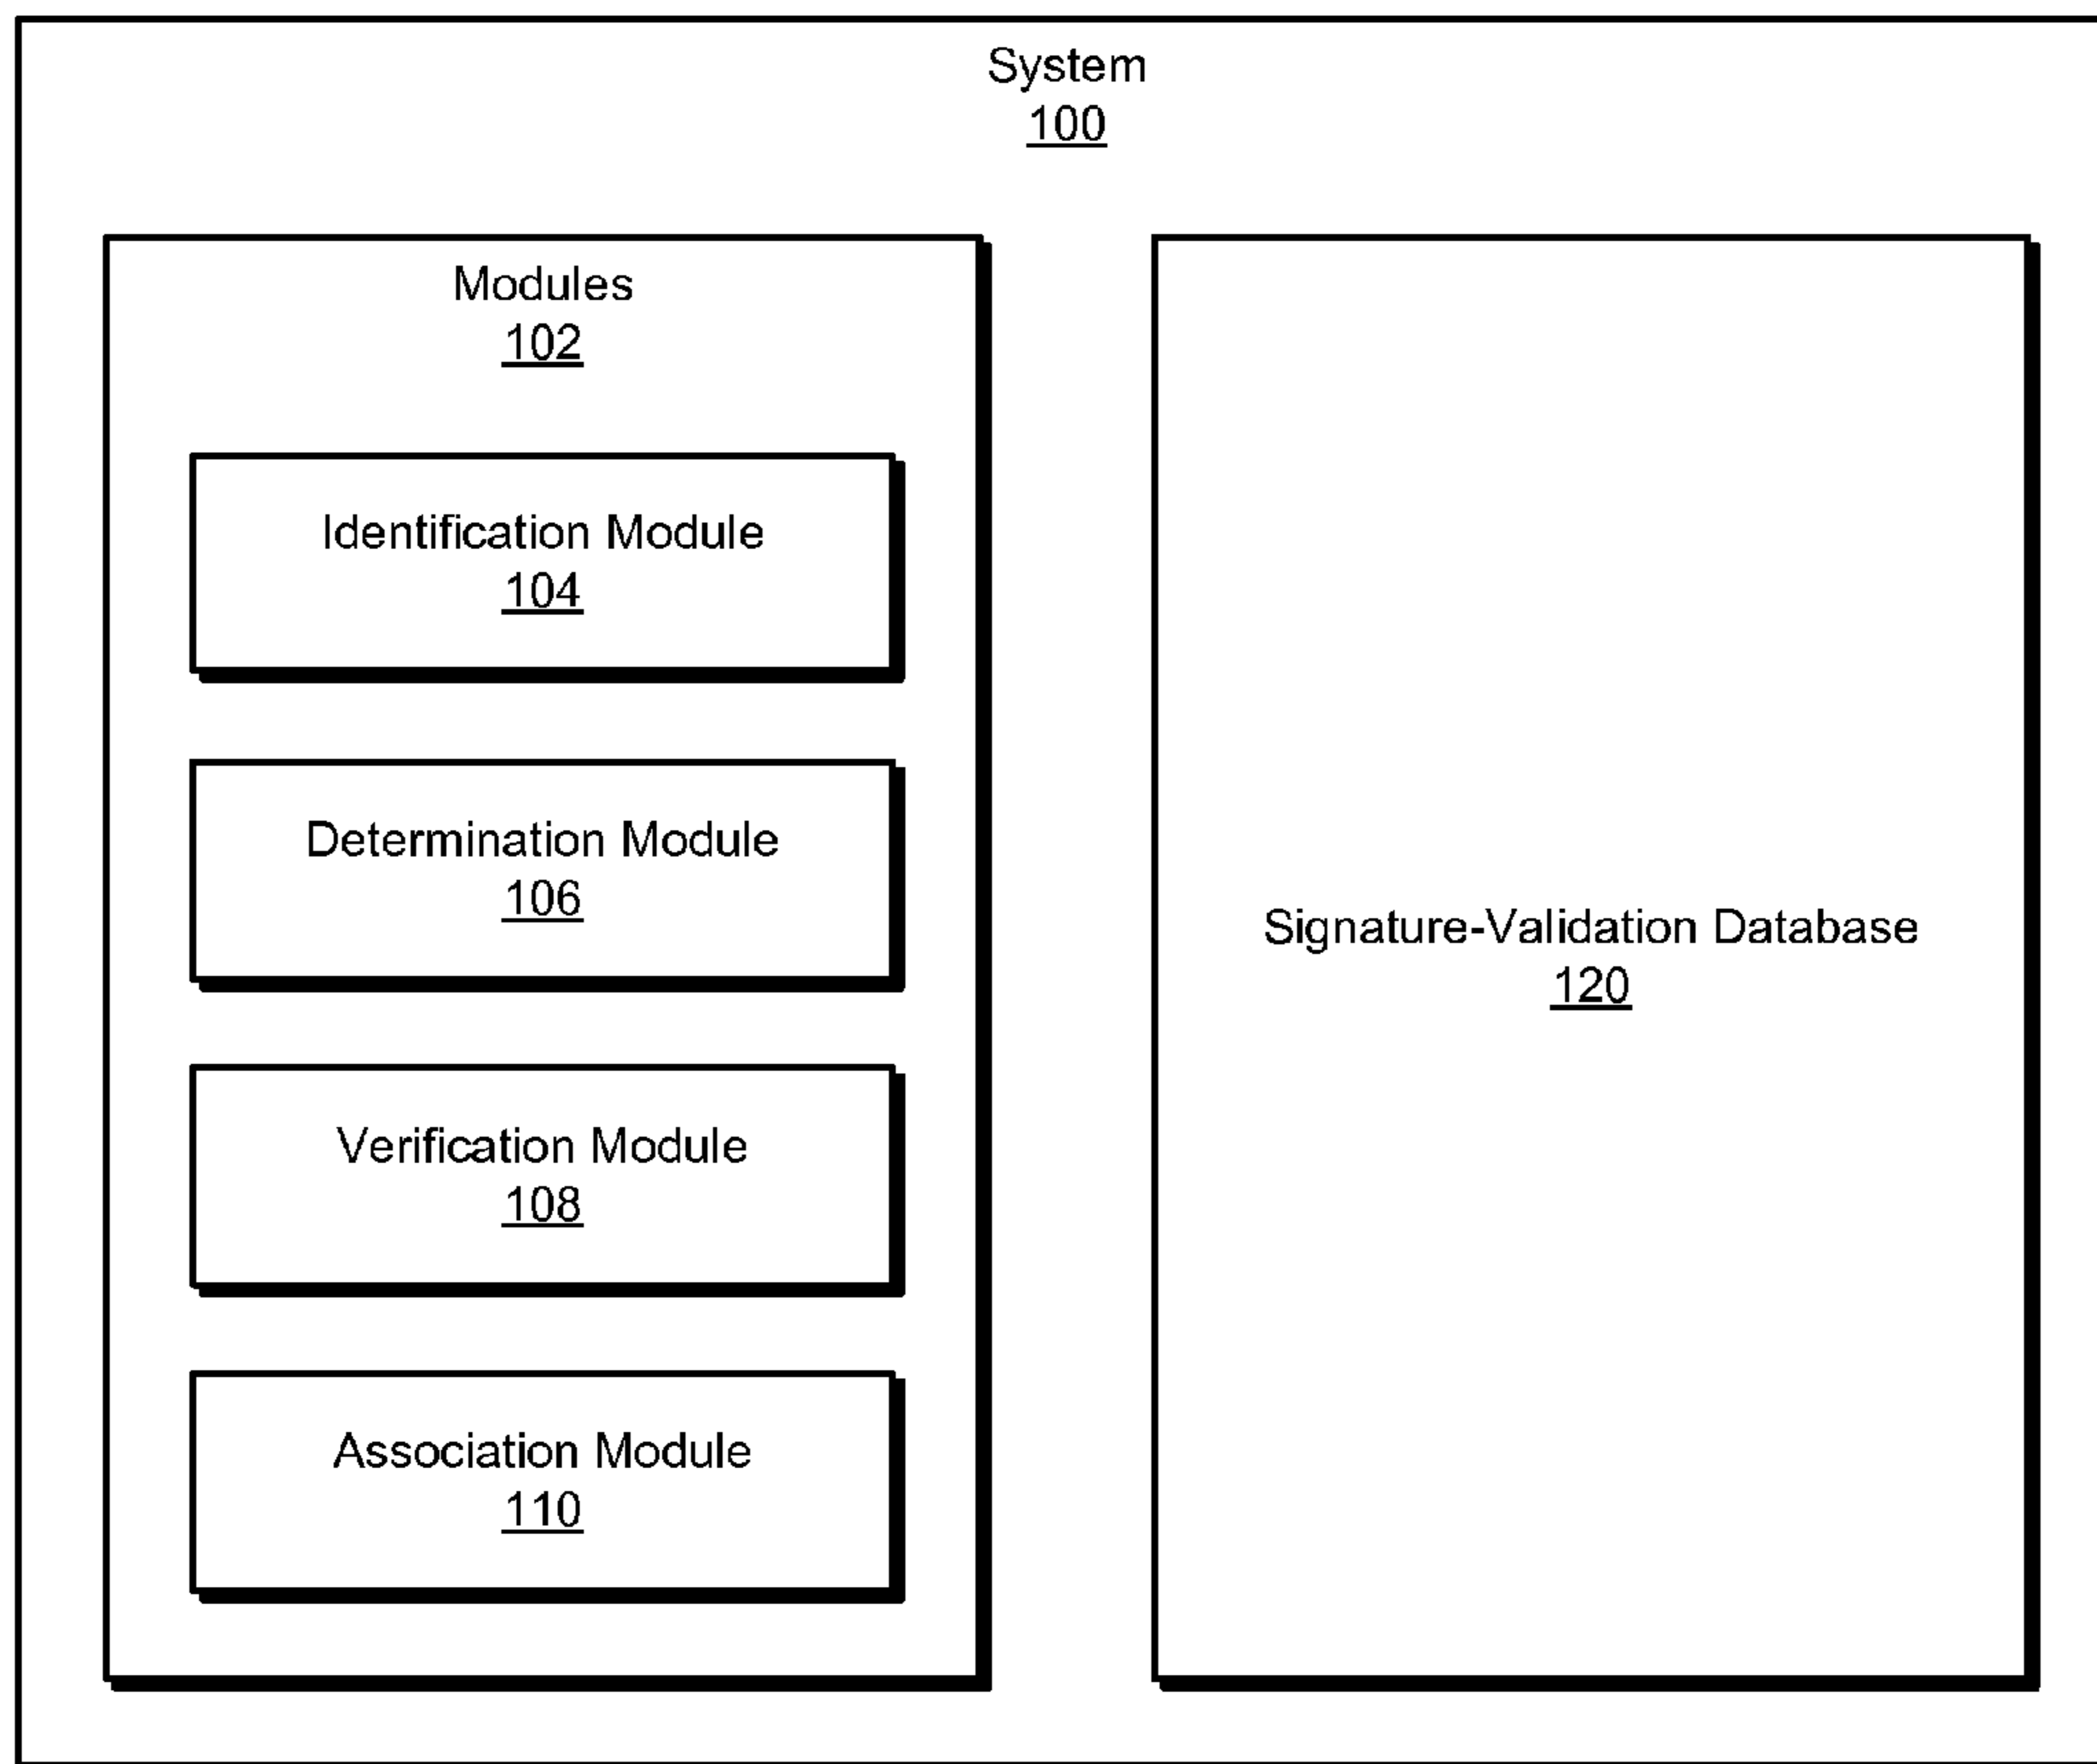 System
100
Modules
102
Identification Module
104
Determination Module
106
Verification Module
108
Association Module
110
Signature-Validation Database
120